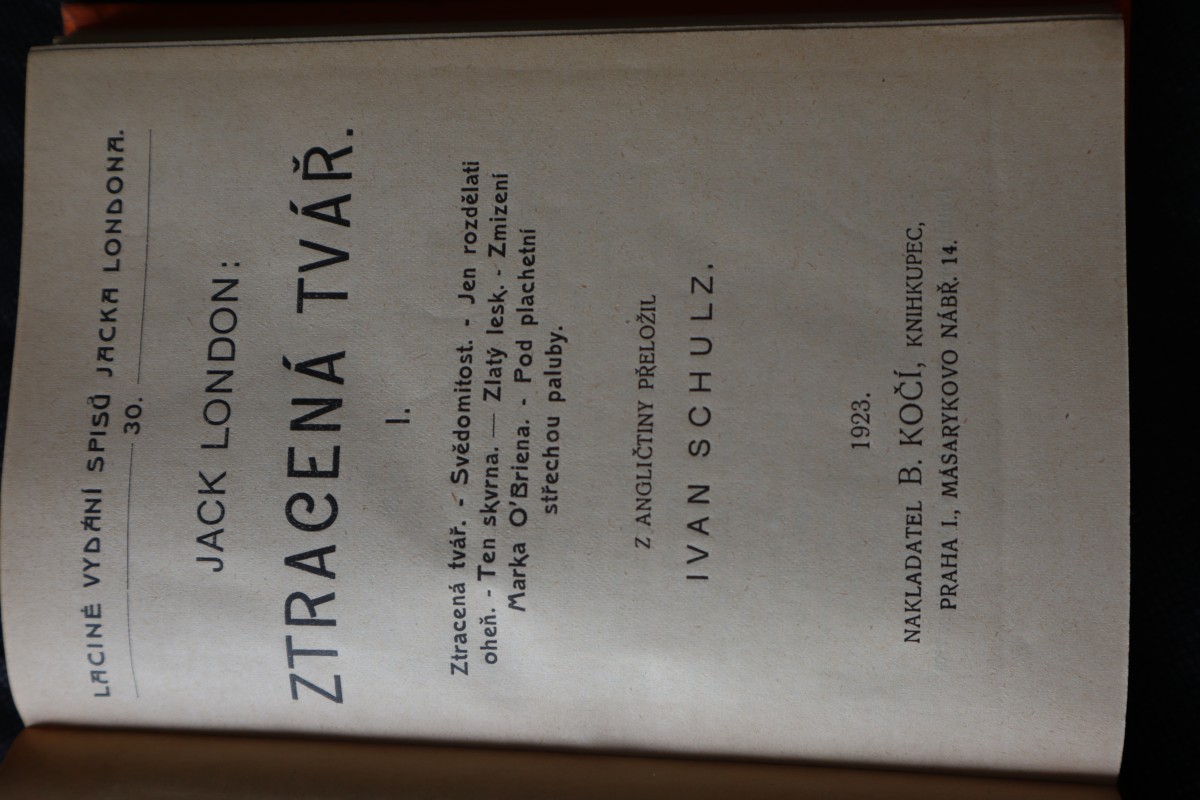 LACINÉ VYDÁNÍ SPISŮ JACKA LONDONA.
30.
JACK LONDON:
ZTRACENÁ TVÁŘ.
I.
Ztracená tvář. - Svědomitost. - Jen rozdělati
oheň. - Ten skvrna. — Zlatý lesk. - Zmizení
Marka O'Briena. - Pod plachetní
střechou paluby.
Z ANGLIČTINY PŘELOŽIL
IVAN SCHULZ.
1923.
NAKLADATEL B. KOČÍ, KNIHKUPEC,
PRAHA I., MASARYKOVO NÁBŘ. 14.